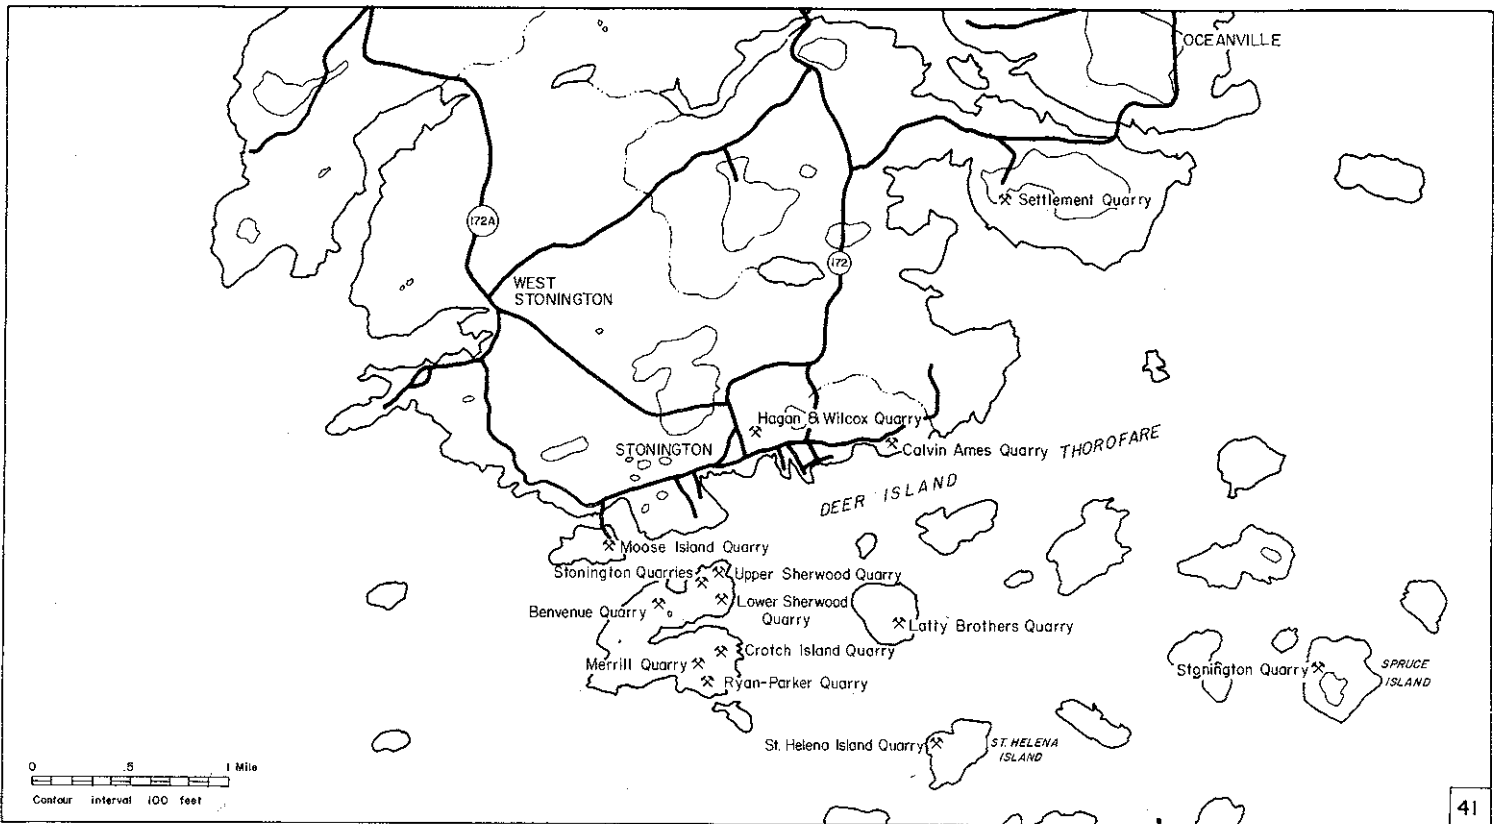 OCEANVILLE
Settlement Quarry
172A
172
WEST
STONINGTON
Hagan & Wilcox Quarry
STONINGTON
Calvin Ames Quarry
THOROFARE
DEER ISLAND
Moose Island Quarry
Stonington Quarries
Upper Sherwood Quarry
Benvenue Quarry
Lower Sherwood
Quarry
Latty Brothers Quarry
Crotch Island Quarry
Merrill Quarry
Stonington Quarry
SPRUCE
ISLAND
Ryan-Parker Quarry
St. Helena Island Quarry
ST. HELENA
ISLAND
0 .5 1 Mile
Contour interval 100 feet
41